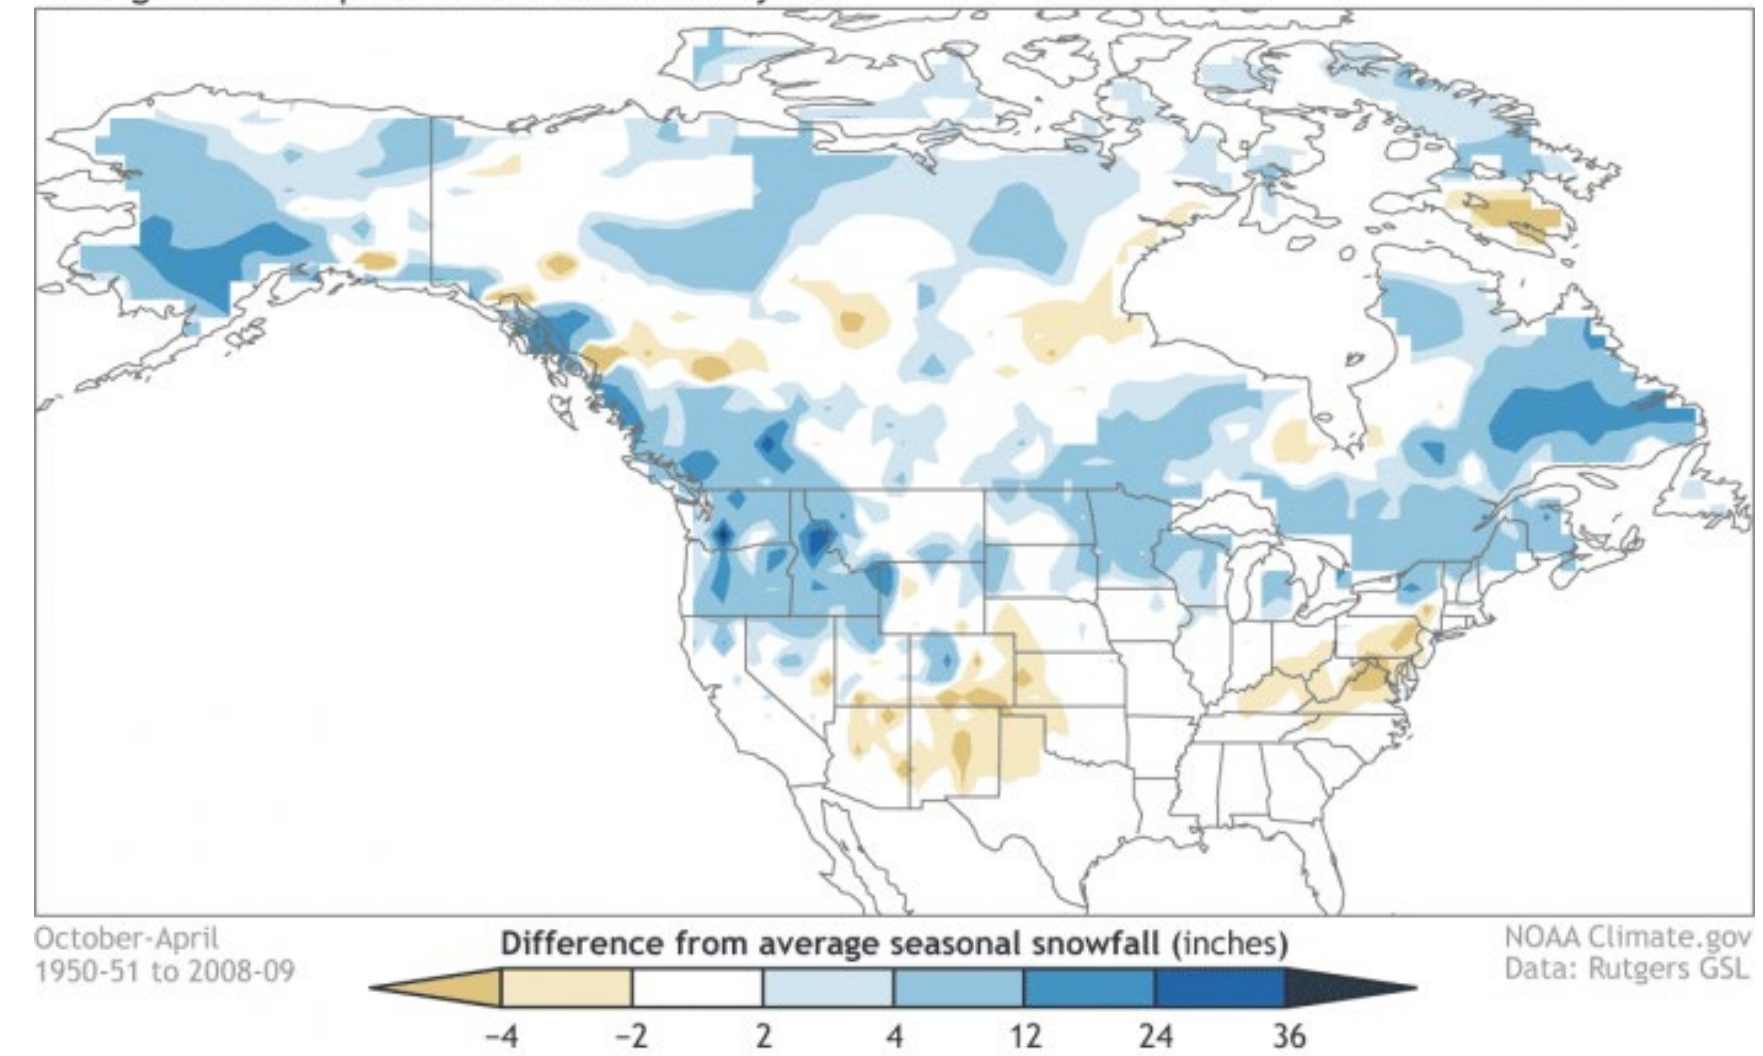 October-April
1950-51 to 2008-09
Difference from average seasonal snowfall (inches)
NOAA Climate.gov
Data: Rutgers GSL
−4 −2 2 4 12 24 36